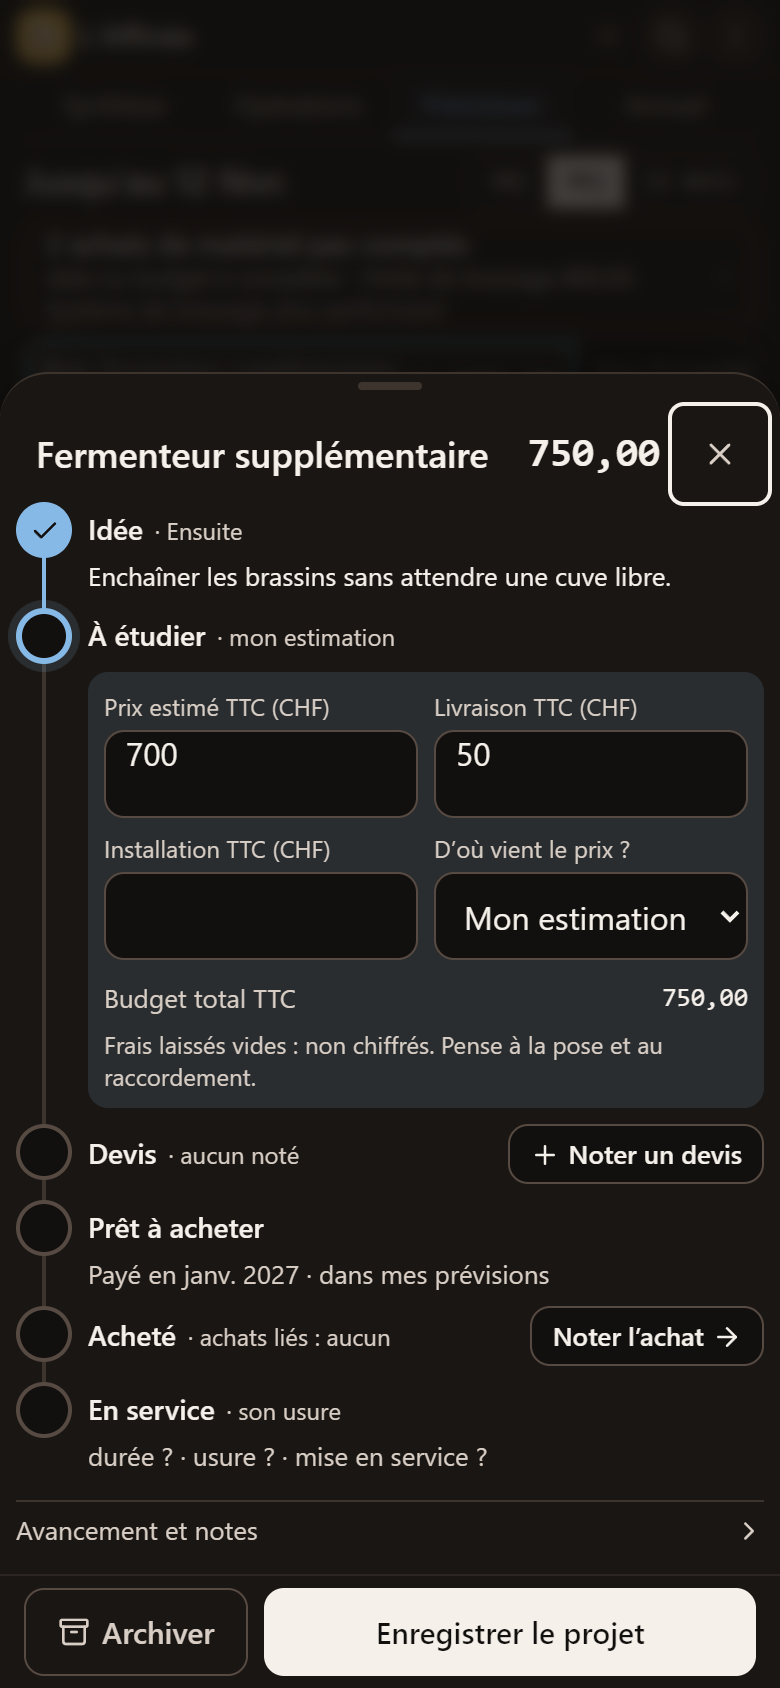 Fermenteur supplémentaire 750,00
Idée · Ensuite
Enchaîner les brassins sans attendre une cuve libre.
À étudier · mon estimation
Prix estimé TTC (CHF) Livraison TTC (CHF)
700 50
Installation TTC (CHF) D’où vient le prix ?
Mon estimation
Budget total TTC 750,00
Frais laissés vides : non chiffrés. Pense à la pose et au
raccordement.
Devis · aucun noté + Noter un devis
Prêt à acheter
Payé en janv. 2027 · dans mes prévisions
Acheté · achats liés : aucun Noter l’achat →
En service · son usure
durée ? · usure ? · mise en service ?
Avancement et notes
Archiver Enregistrer le projet